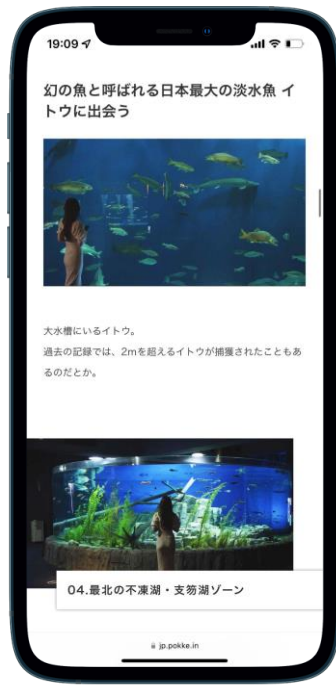 19:09
幻の魚と呼ばれる日本最大の淡水魚 イ
トウに出会う
大水槽にいるイトウ。
過去の記録では、2mを超えるイトウが捕獲されたこともあ
るのだとか。
04.最北の不凍湖・支笏湖ゾーン
jp.pokke.in